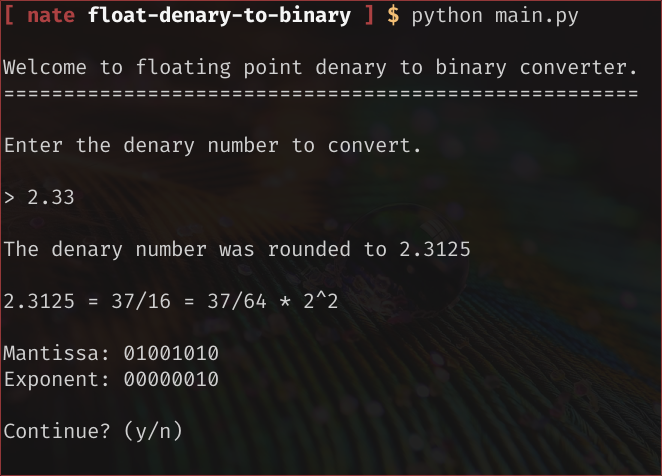 [ nate float-denary-to-binary ] $ python main.py
Welcome to floating point denary to binary converter.
=====================================================
Enter the denary number to convert.
> 2.33
The denary number was rounded to 2.3125
2.3125 = 37/16 = 37/64 * 2^2
Mantissa: 01001010
Exponent: 00000010
Continue? (y/n)